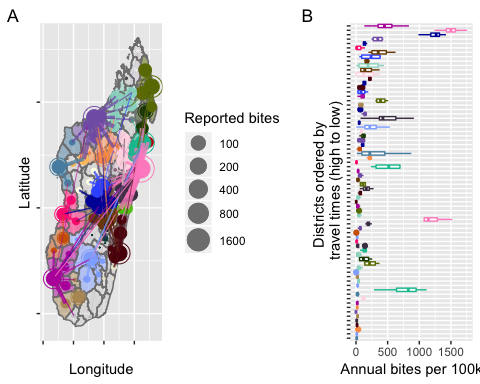 A
Latitude
Longitude
Reported bites
100
200
400
800
1600
B
Districts ordered by
travel times (high to low)
0
500
1000
1500
Annual bites per 100k